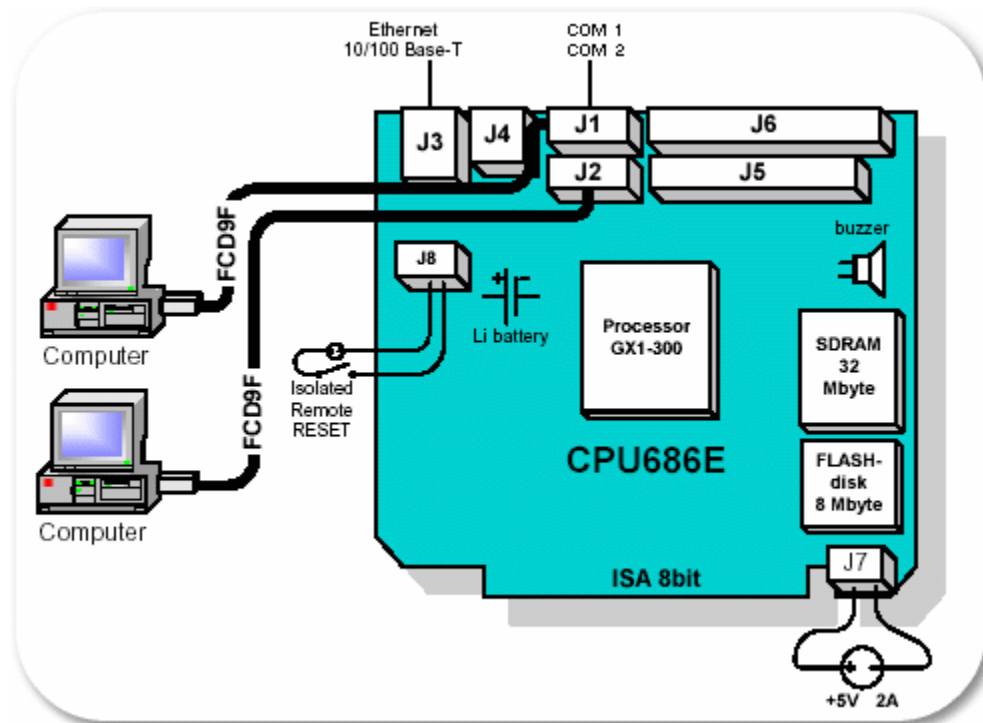 Ethernet
10/100 Base-T
COM 1
COM 2
J3
J4
J1
J6
J2
J5
FCD9F
buzzer
J8
Li battery
Processor
GX1-300
SDRAM
32
Mbyte
Computer
Isolated
Remote
RESET
FCD9F
CPU686E
FLASH-
disk
8 Mbyte
Computer
J7
ISA 8bit
+5V 2A